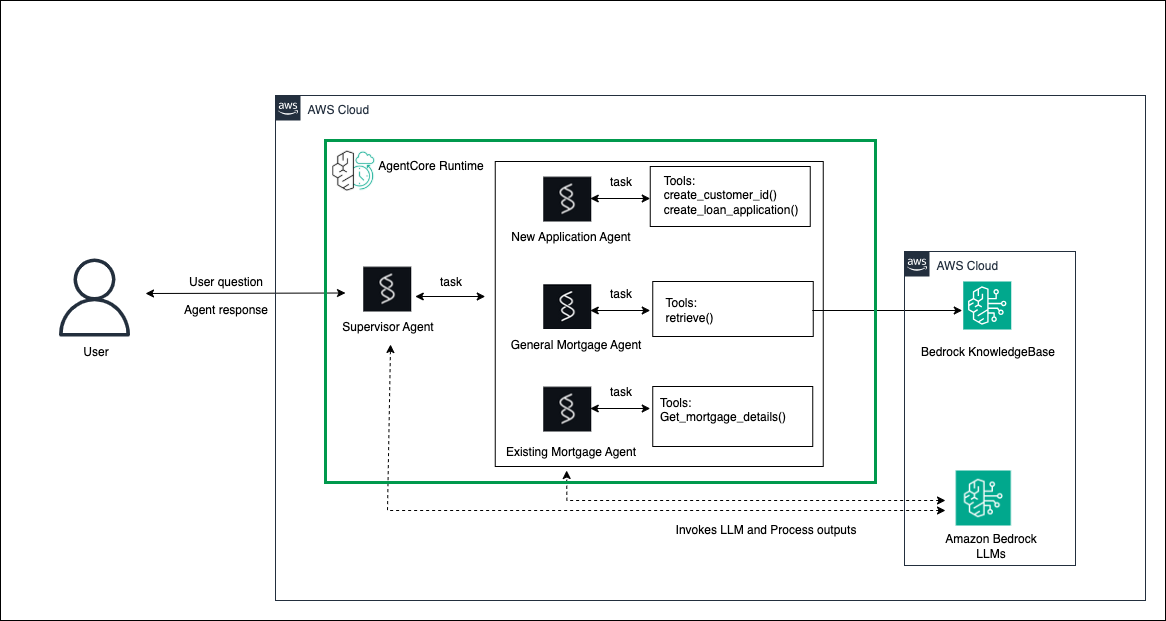 aws
AWS Cloud
AgentCore Runtime
task
Tools:
create_customer_id()
create_loan_application()
New Application Agent
aws
AWS Cloud
User question
Agent response
User
task
Supervisor Agent
task
Tools:
retrieve()
General Mortgage Agent
Bedrock KnowledgeBase
task
Tools:
Get_mortgage_details()
Existing Mortgage Agent
Invokes LLM and Process outputs
Amazon Bedrock
LLMs